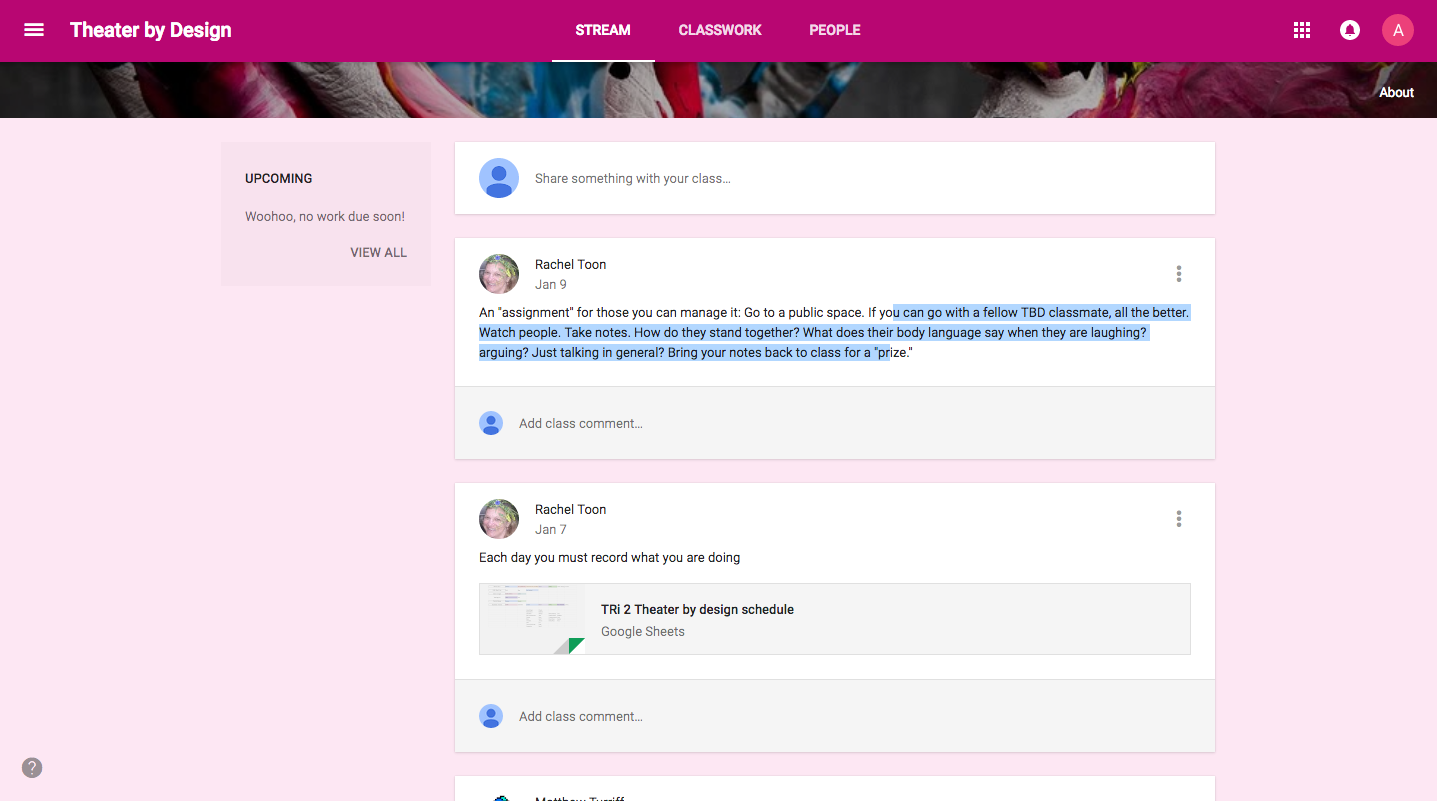 Theater by Design
STREAM
CLASSWORK
PEOPLE
A
About
UPCOMING
Woohoo, no work due soon!
VIEW ALL
Share something with your class…
Rachel Toon
Jan 9
An "assignment" for those you can manage it: Go to a public space. If you can go with a fellow TBD classmate, all the better.
Watch people. Take notes. How do they stand together? What does their body language say when they are laughing?
arguing? Just talking in general? Bring your notes back to class for a "prize."
Add class comment…
Rachel Toon
Jan 7
Each day you must record what you are doing
TRi 2 Theater by design schedule
Google Sheets
Add class comment…
?